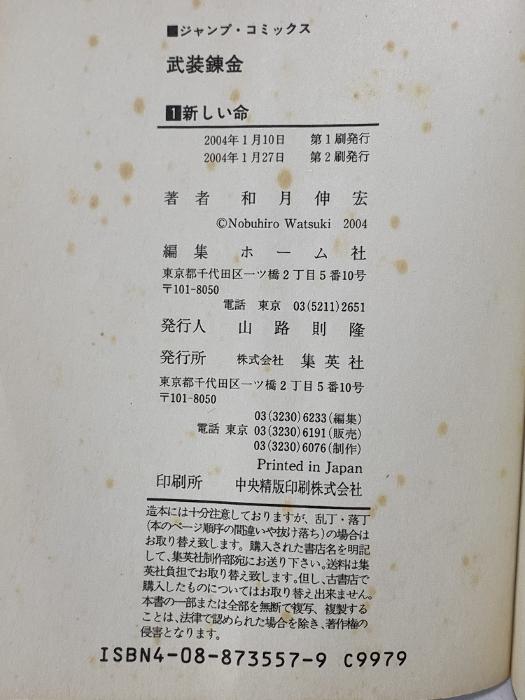 ■ジャンプ・コミックス
武装錬金
1新しい命
2004年1月10日 第1刷発行
2004年1月27日 第2刷発行
著者 和月伸宏
©Nobuhiro Watsuki 2004
編集 ホーム社
東京都千代田区一ツ橋2丁目5番10号
〒101-8050
電話 東京 03(5211)2651
発行人 山路則隆
発行所 株式会社 集英社
東京都千代田区一ツ橋2丁目5番10号
〒101-8050
03(3230)6233(編集)
電話 東京 03(3230)6191(販売)
03(3230)6076(制作)
Printed in Japan
印刷所 中央精版印刷株式会社
造本には十分注意しておりますが、乱丁・落丁
(本のページ順序の間違いや抜け落ち)の場合は
お取り替え致します。購入された書店名を明記
して、集英社制作部宛にお送り下さい。送料は集
英社負担でお取り替え致します。但し、古書店で
購入したものについてはお取り替え出来ません。
本書の一部または全部を無断で複写、複製する
ことは、法律で認められた場合を除き、著作権の
侵害となります。
ISBN4-08-873557-9 C9979